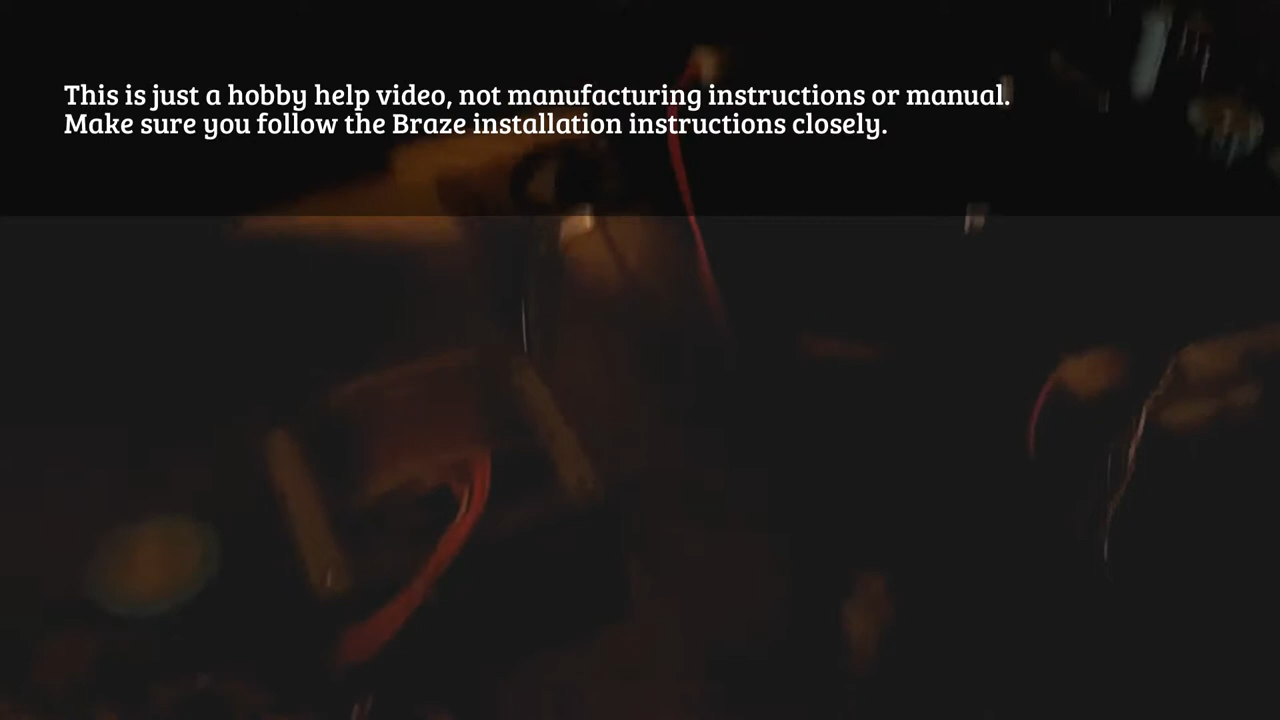 This is just a hobby help video, not manufacturing instructions or manual.
Make sure you follow the Braze installation instructions closely.